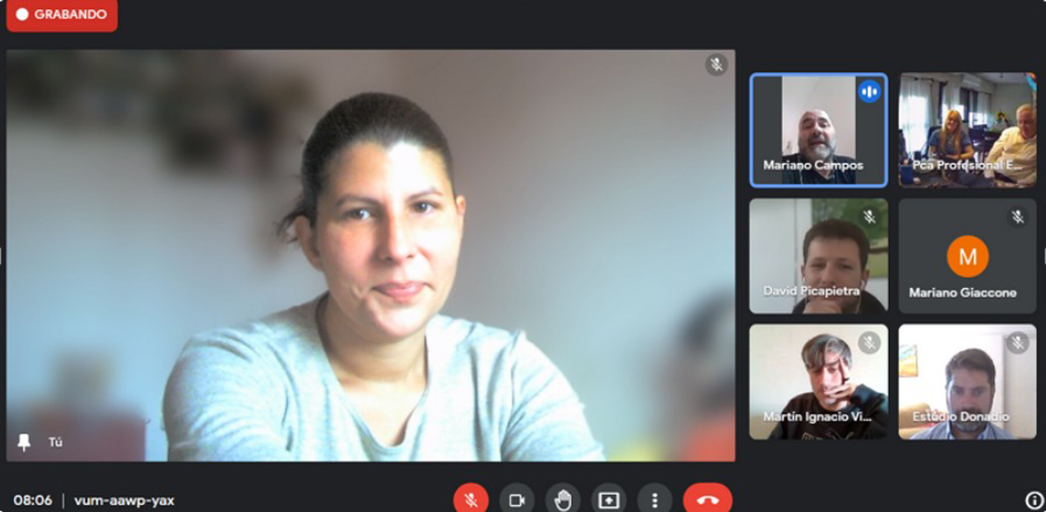 GRABANDO
Mariano Campos
Pca Profesional E...
David Picapietra
M
Mariano Giaccone
Martín Ignacio Vi...
Estudio Donadio
Tú
08:06 | vum-aawp-yax